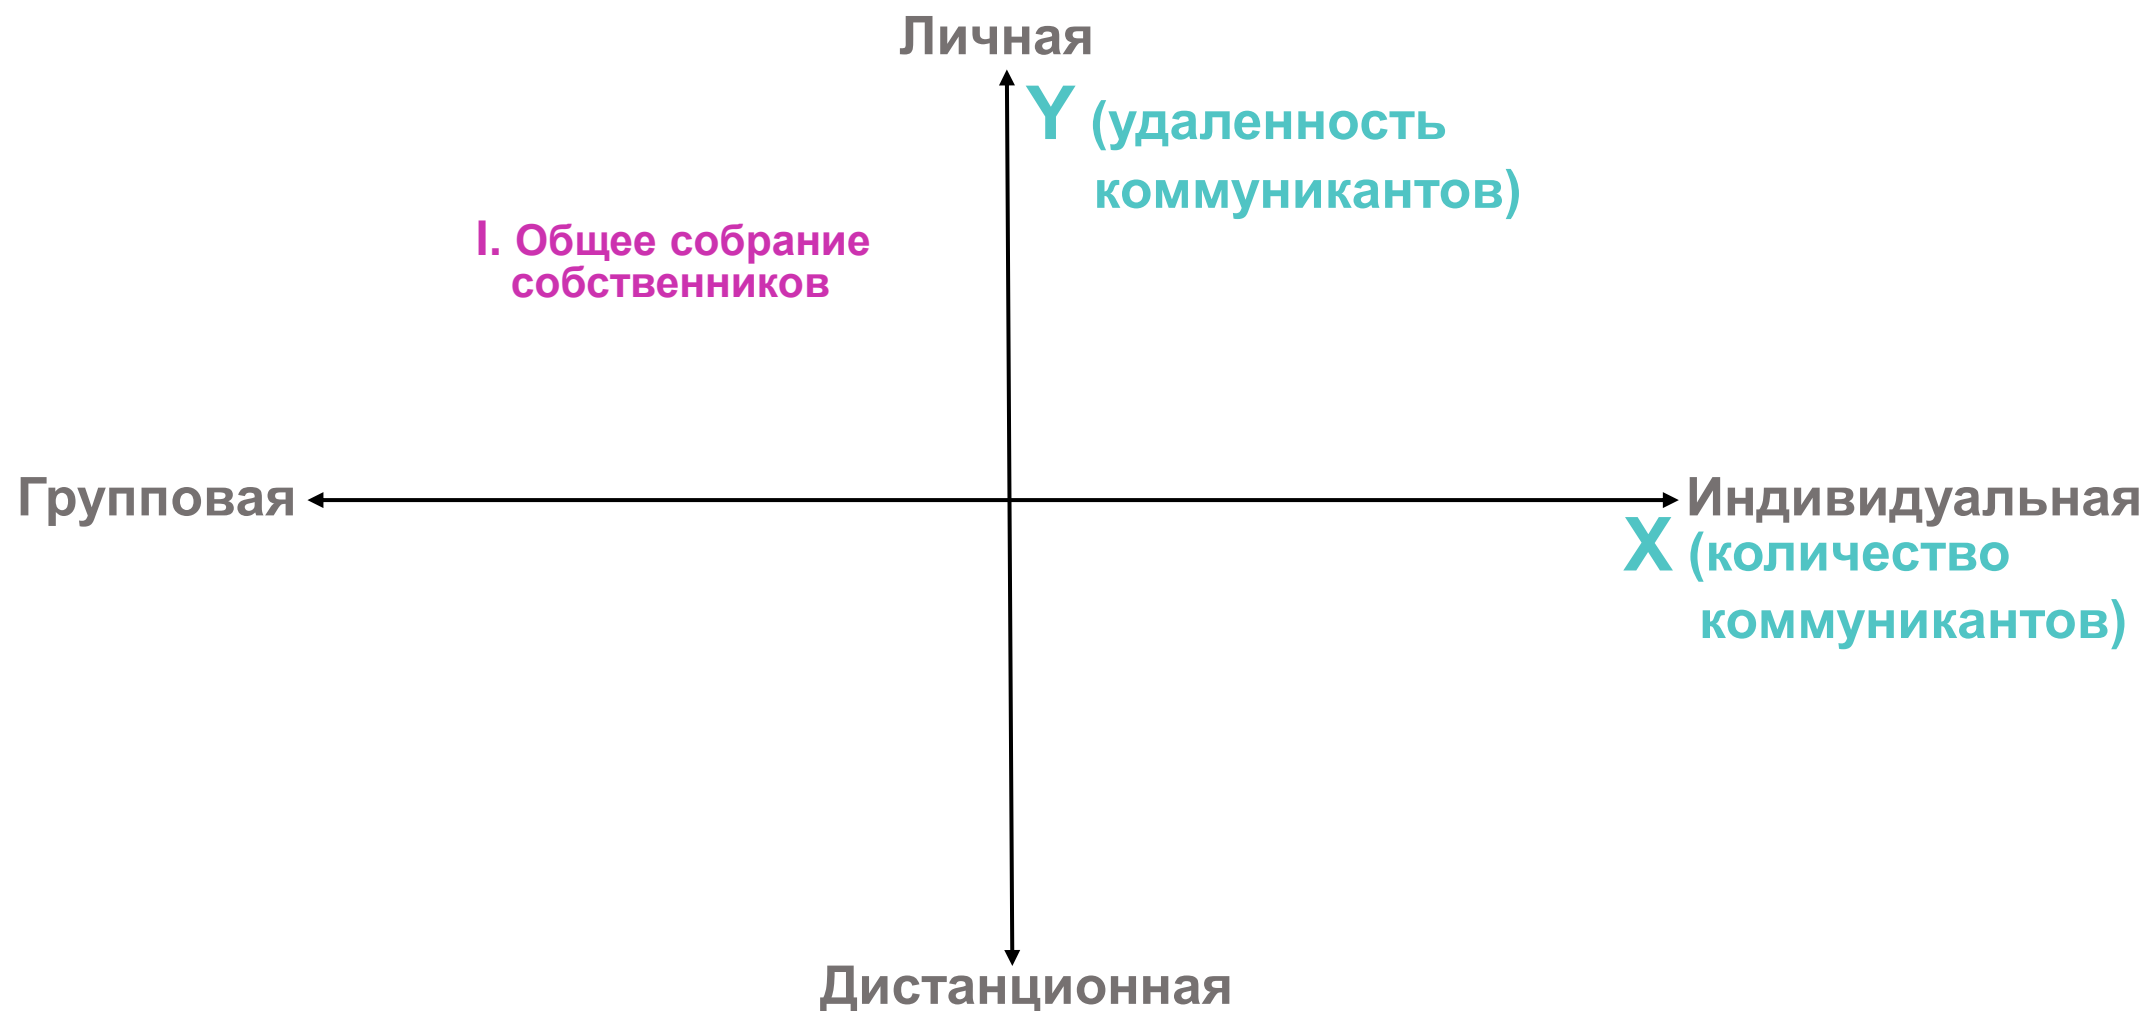 Личная
Y (удаленность
коммуникантов)
I. Общее собрание
собственников
Групповая
Индивидуальная
X (количество
коммуникантов)
Дистанционная